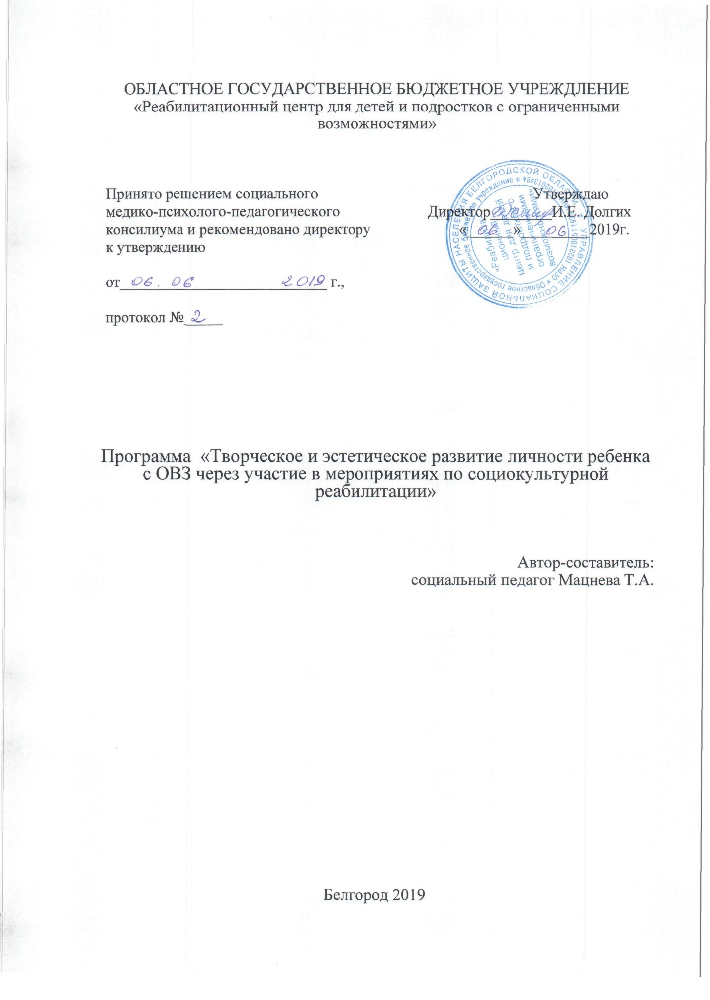 ОБЛАСТНОЕ ГОСУДАРСТВЕННОЕ БЮДЖЕТНОЕ УЧРЕЖДЛЕНИЕ
«Реабилитационный центр для детей и подростков с ограниченными
возможностями»
Принято решением социального
медико-психолого-педагогического
консилиума и рекомендовано директору
к утверждению
от 06.06 2019 г.,
протокол № 2
Утверждаю
Директор И.Е. Долгих
«06» 06 2019г.
УПРАВЛЕНИЕ СОЦИАЛЬНОЙ ЗАЩИТЫ НАСЕЛЕНИЯ БЕЛГОРОДСКОЙ ОБЛАСТИ
Областное государственное бюджетное учреждение
ОГРН
«Реабилита
ционный
центр для детей
и подростков с
ограниченными
возможностями»
Программа «Творческое и эстетическое развитие личности ребенка
с ОВЗ через участие в мероприятиях по социокультурной
реабилитации»
Автор-составитель:
социальный педагог Мацнева Т.А.
Белгород 2019